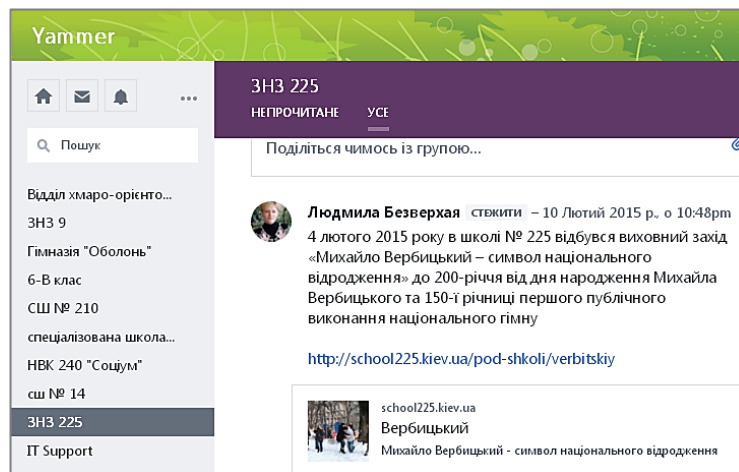 Yammer
Пошук
Відділ хмаро-орієнто...
ЗНЗ 9
Гімназія "Оболонь"
6-В клас
СШ № 210
спеціалізована школа...
НВК 240 "Соціум"
сш № 14
ЗНЗ 225
IT Support
ЗНЗ 225
НЕПРОЧИТАНЕ УСЕ
Поділіться чимось із групою...
Людмила Безверхая СТЕЖИТИ – 10 Лютий 2015 р., о 10:48pm
4 лютого 2015 року в школі № 225 відбувся виховний захід
«Михайло Вербицький – символ національного
відродження» до 200-річчя від дня народження Михайла
Вербицького та 150-ї річниці першого публічного
виконання національного гімну
http://school225.kiev.ua/pod-shkoli/verbitskiy
school225.kiev.ua
Вербицький
Михайло Вербицький - символ національного відродження